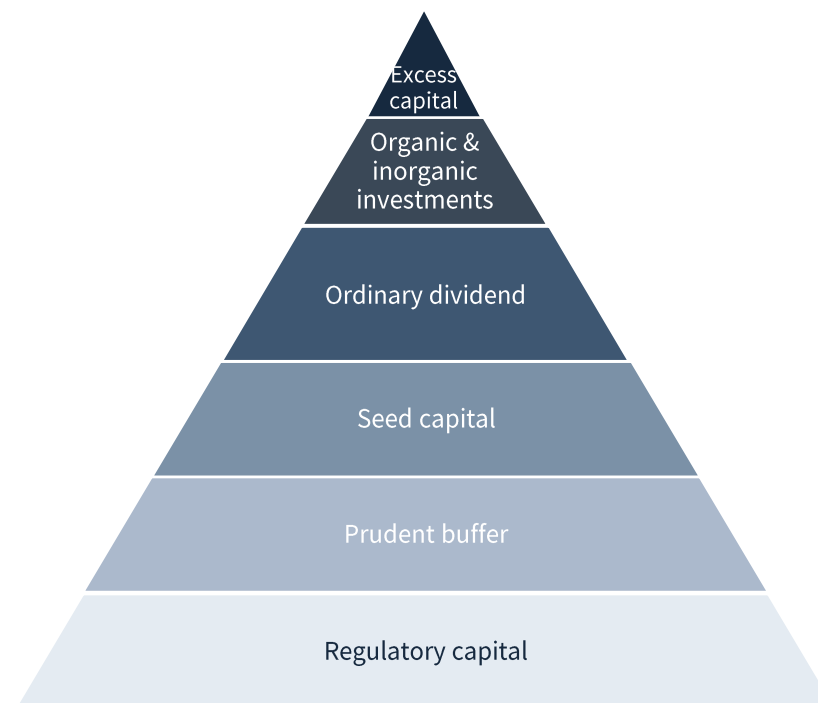 Excess
capital
Organic &
inorganic
investments
Ordinary dividend
Seed capital
Prudent buffer
Regulatory capital